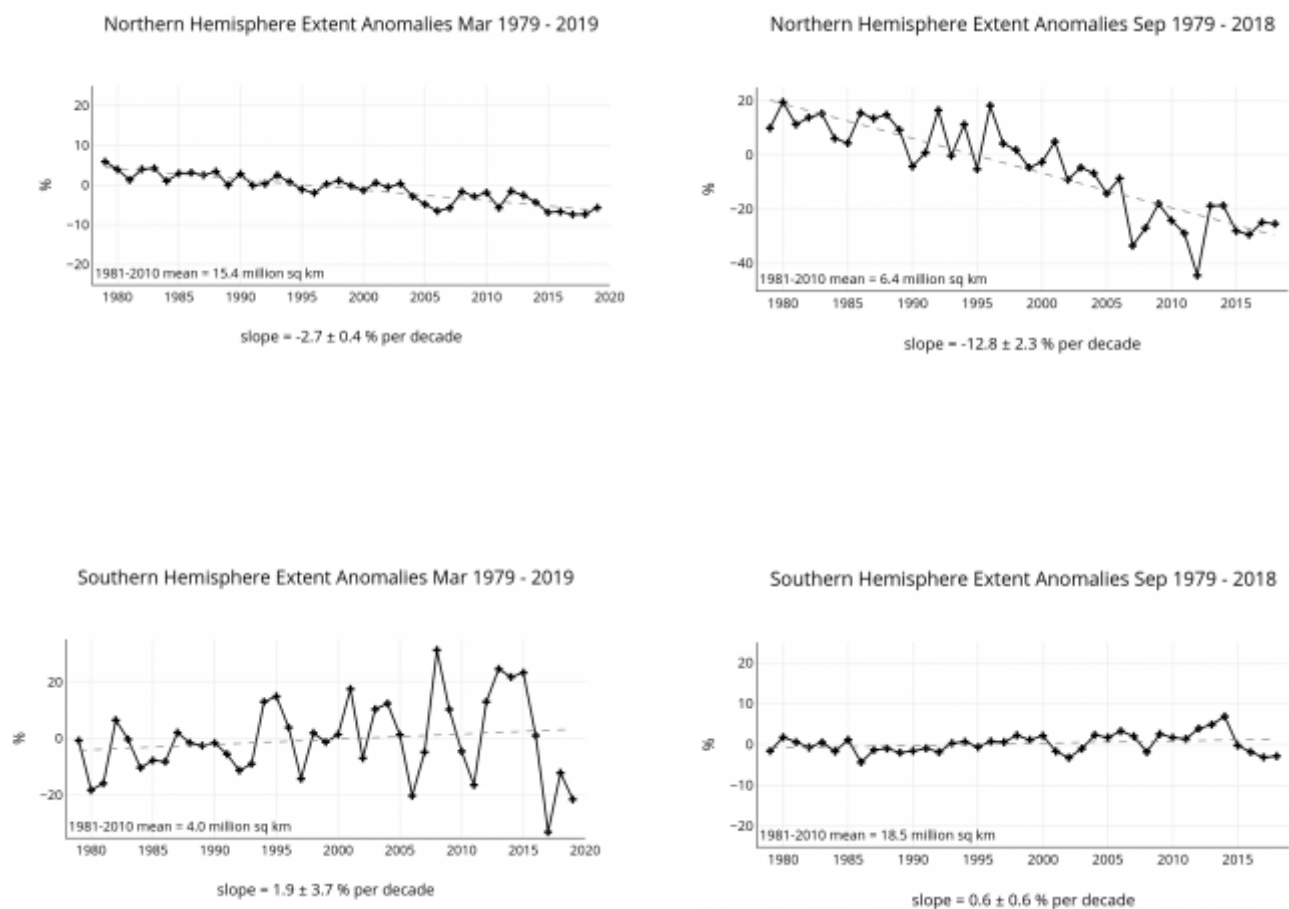 Northern Hemisphere Extent Anomalies Mar 1979 - 2019
20
10
0
−10
−20
%
1981-2010 mean = 15.4 million sq km
1980 1985 1990 1995 2000 2005 2010 2015 2020
slope = -2.7 ± 0.4 % per decade
Northern Hemisphere Extent Anomalies Sep 1979 - 2018
20
0
−20
−40
%
1981-2010 mean = 6.4 million sq km
1980 1985 1990 1995 2000 2005 2010 2015
slope = -12.8 ± 2.3 % per decade
Southern Hemisphere Extent Anomalies Mar 1979 - 2019
20
0
−20
%
1981-2010 mean = 4.0 million sq km
1980 1985 1990 1995 2000 2005 2010 2015 2020
slope = 1.9 ± 3.7 % per decade
Southern Hemisphere Extent Anomalies Sep 1979 - 2018
20
10
0
−10
−20
%
1981-2010 mean = 18.5 million sq km
1980 1985 1990 1995 2000 2005 2010 2015
slope = 0.6 ± 0.6 % per decade